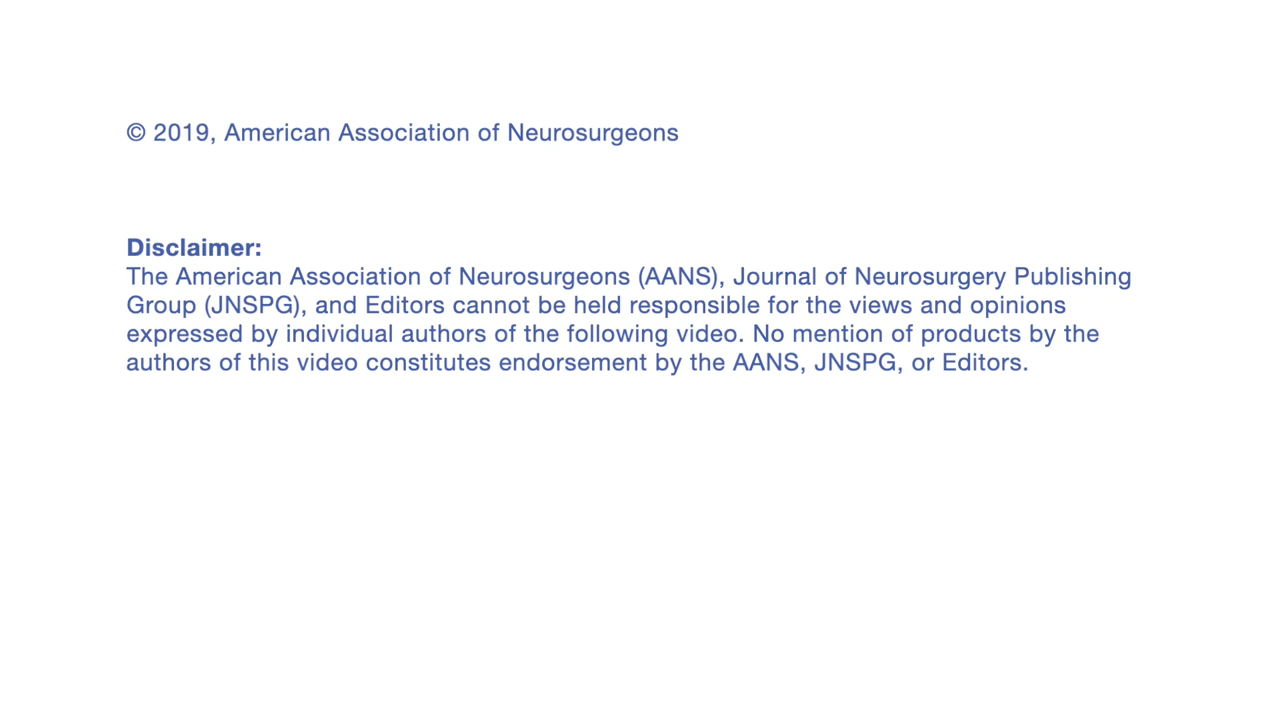 © 2019, American Association of Neurosurgeons
Disclaimer:
The American Association of Neurosurgeons (AANS), Journal of Neurosurgery Publishing
Group (JNSPG), and Editors cannot be held responsible for the views and opinions
expressed by individual authors of the following video. No mention of products by the
authors of this video constitutes endorsement by the AANS, JNSPG, or Editors.